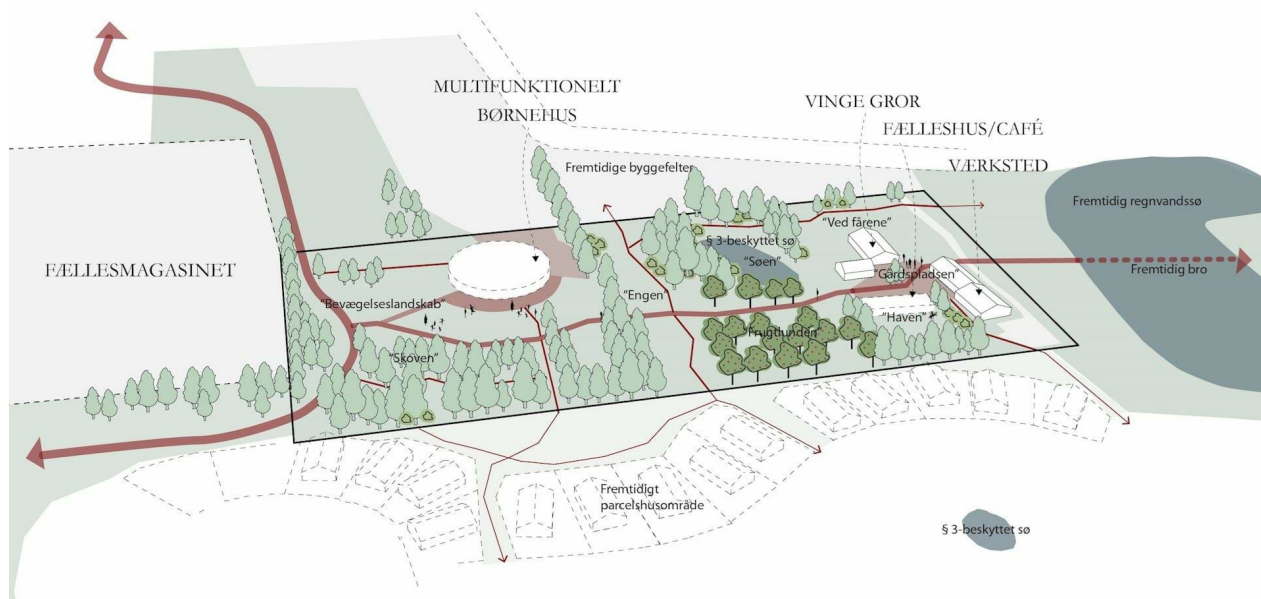 MULTIFUNKTIONELT
BØRNEHUS
VINGE GROR
FÆLLESHUS/CAFÉ
VÆRKSTED
Fremtidige byggefelter
Fremtidig regnvandssø
"Ved fårene"
§ 3-beskyttet sø
"Søen"
FÆLLESMAGASINET
"Gårdspladsen"
Fremtidig bro
"Bevægelseslandskab"
"Engen"
"Haven"
"Frugtlunden"
"Skoven"
Fremtidigt
parcelshusområde
§ 3-beskyttet sø